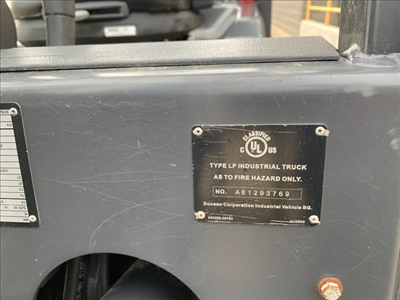 CLASSIFIED
C UL US
TYPE LP INDUSTRIAL TRUCK
AS TO FIRE HAZARD ONLY.
NO. A81293769
Doosan Corporation Industrial Vehicle BG.